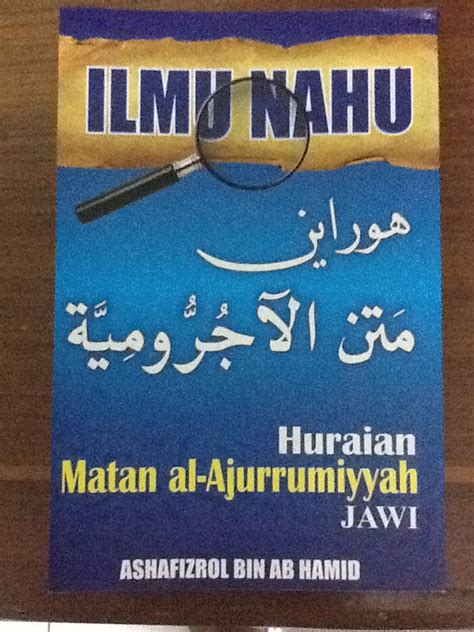 ILMU NAHU
هوراين
مَتن الآجُرُّومِيَّة
Huraian
Matan al-Ajurrumiyyah
JAWI
ASHAFIZROL BIN AB HAMID